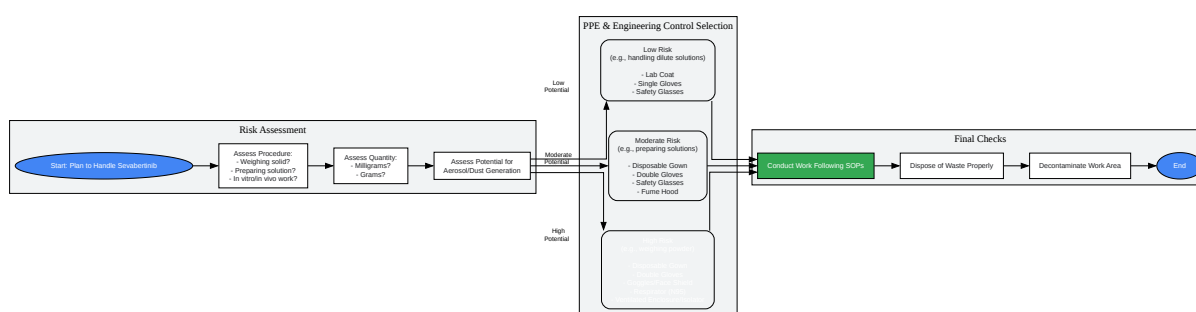 PPE & Engineering Control Selection
Low Risk
(e.g., handling dilute solutions)
- Lab Coat
- Single Gloves
- Safety Glasses
Low
Potential
Risk Assessment
Start: Plan to Handle Sevabertinib
Assess Procedure:
- Weighing solid?
- Preparing solution?
- In vitro/in vivo work?
Assess Quantity:
- Milligrams?
- Grams?
Assess Potential for
Aerosol/Dust Generation
Moderate
Potential
Moderate Risk
(e.g., preparing solutions)
- Disposable Gown
- Double Gloves
- Safety Glasses
- Fume Hood
High
Potential
Final Checks
Conduct Work Following SOPs
Dispose of Waste Properly
Decontaminate Work Area
End